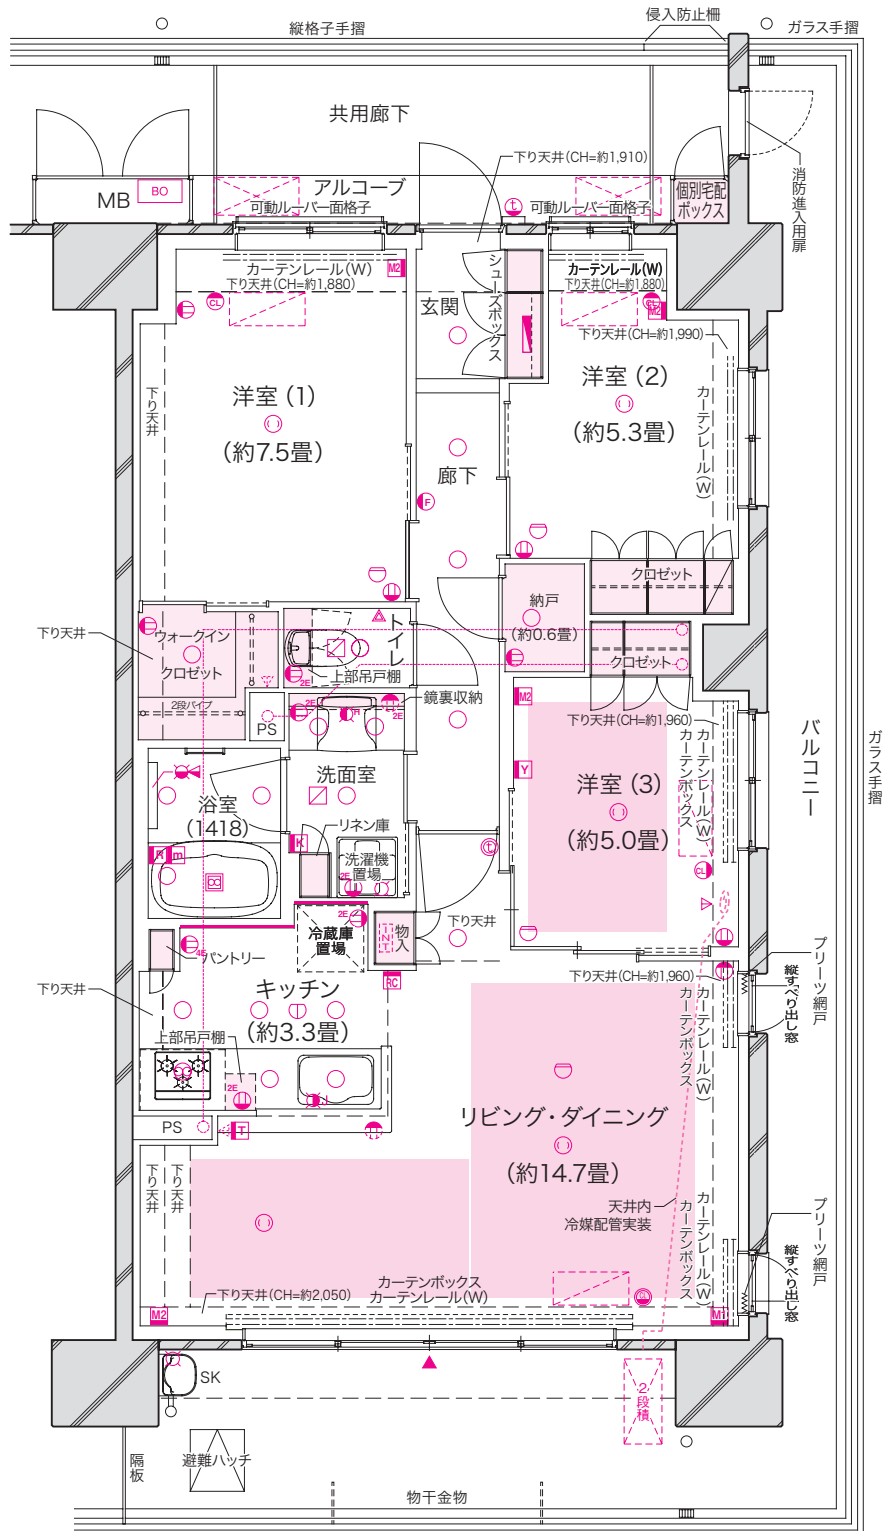 侵入防止柵
縦格子手摺
ガラス手摺
共用廊下
下り天井(CH=約1,910)
消防進入用扉
MB
BO
アルコーブ
個別宅配
ボックス
可動ルーバー面格子
t
可動ルーバー面格子
カーテンレール(W)
M2
下り天井(CH=約1,880)
CL
シューズボックス
玄関
カーテンレール(W)
下り天井(CH=約1,880)
CL
M2
下り天井(CH=約1,990)
下り天井
洋室(1)
(約7.5畳)
洋室(2)
(約5.3畳)
カーテンレール(W)
廊下
F
クロゼット
納戸
(約0.6畳)
下り天井
ウォークイン
クロゼット
トイレ
上部吊戸棚
2E
クロゼット
2段パイプ
PS
2E
鏡裏収納
2E
M2
下り天井(CH=約1,960)
カーテンレール(W)
カーテンボックス
バルコニー
ガラス手摺
洗面室
Y
洋室(3)
(約5.0畳)
浴室
(1418)
リネン庫
K
R
m
洗濯機
置場
2E
t
CL
2E
冷蔵庫
置場
物入
INT
下り天井
パントリー
4E
RC
キッチン
(約3.3畳)
下り天井
上部吊戸棚
2E
下り天井(CH=約1,960)
カーテンレール(W)
カーテンボックス
プリーツ網戸
縦すべり出し窓
PS
T
リビング・ダイニング
(約14.7畳)
下り天井
下り天井
天井内
冷媒配管実装
カーテンレール(W)
カーテンボックス
プリーツ網戸
縦すべり出し窓
下り天井(CH=約2,050)
カーテンボックス
カーテンレール(W)
M2
M1
SK
2段積
隔板
避難ハッチ
物干金物